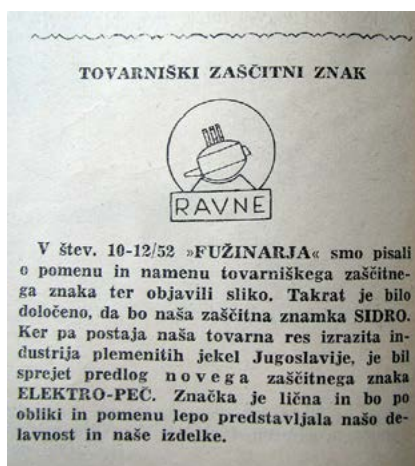 TOVARNIŠKI ZAŠČITNI ZNAK
RAVNE
V štev. 10-12/52 »FUŽINARJA« smo pisali
o pomenu in namenu tovarniškega zaščitne-
ga znaka ter objavili sliko. Takrat je bilo
določeno, da bo naša zaščitna znamka SIDRO.
Ker pa postaja naša tovarna res izrazita in-
dustrija plemenitih jekel Jugoslavije, je bil
sprejet predlog novega zaščitnega znaka
ELEKTRO-PEČ. Značka je lična in bo po
obliki in pomenu lepo predstavljala našo de-
lavnost in naše izdelke.